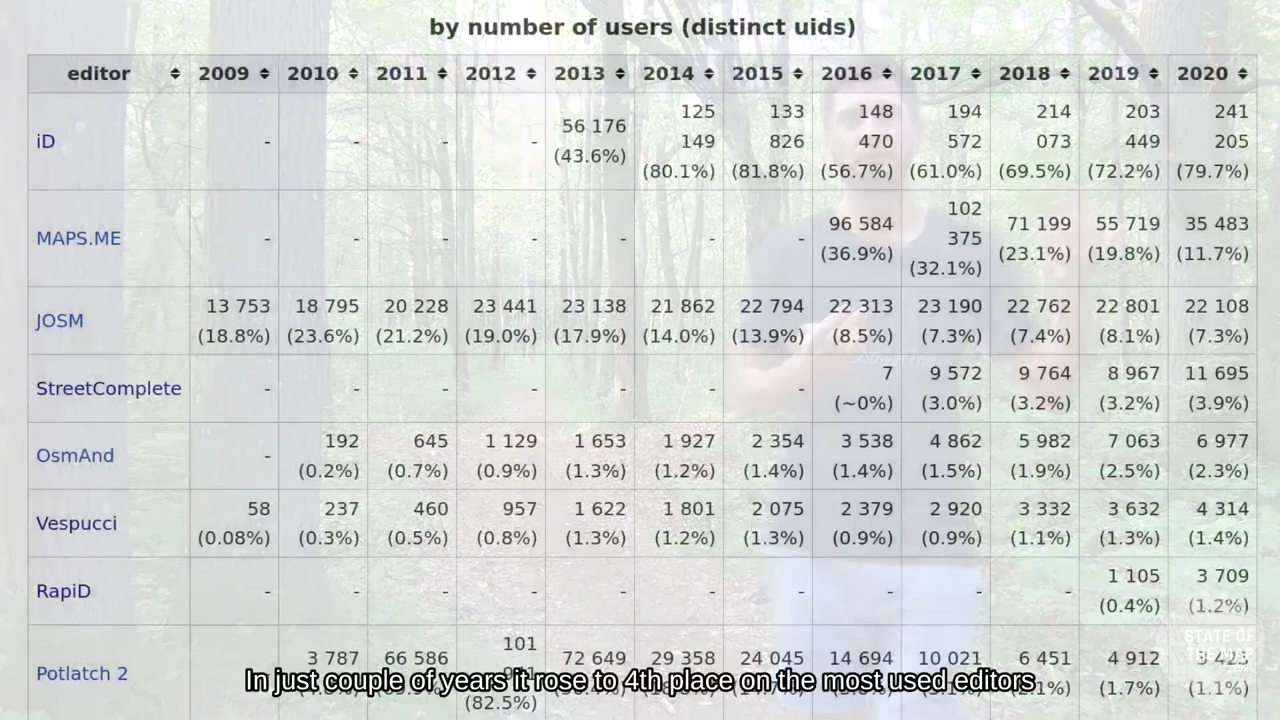 by number of users (distinct uids)
editor 2009 2010 2011 2012 2013 2014 2015 2016 2017 2018 2019 2020
iD - - - - 56 176 (43.6%) 125 149 (80.1%) 133 826 (81.8%) 148 470 (56.7%) 194 572 (61.0%) 214 073 (69.5%) 203 449 (72.2%) 241 205 (79.7%)
MAPS.ME - - - - - - - 96 584 (36.9%) 102 375 (32.1%) 71 199 (23.1%) 55 719 (19.8%) 35 483 (11.7%)
JOSM 13 753 (18.8%) 18 795 (23.6%) 20 228 (21.2%) 23 441 (19.0%) 23 138 (17.9%) 21 862 (14.0%) 22 794 (13.9%) 22 313 (8.5%) 23 190 (7.3%) 22 762 (7.4%) 22 801 (8.1%) 22 108 (7.3%)
StreetComplete - - - - - - - 7 (~0%) 9 572 (3.0%) 9 764 (3.2%) 8 967 (3.2%) 11 695 (3.9%)
OsmAnd - 192 (0.2%) 645 (0.7%) 1 129 (0.9%) 1 653 (1.3%) 1 927 (1.2%) 2 354 (1.4%) 3 538 (1.4%) 4 862 (1.5%) 5 982 (1.9%) 7 063 (2.5%) 6 977 (2.3%)
Vespucci 58 (0.08%) 237 (0.3%) 460 (0.5%) 957 (0.8%) 1 622 (1.3%) 1 801 (1.2%) 2 075 (1.3%) 2 379 (0.9%) 2 920 (0.9%) 3 332 (1.1%) 3 632 (1.3%) 4 314 (1.4%)
RapiD - - - - - - - - - - 1 105 (0.4%) 3 709 (1.2%)
Potlatch 2 3 787 66 586 101 (82.5%) 72 649 29 358 24 045 14 694 10 021 6 451 4 912 (1.7%) (1.1%)
STATE OF THE MAP
In just couple of years it rose to 4th place on the most used editors